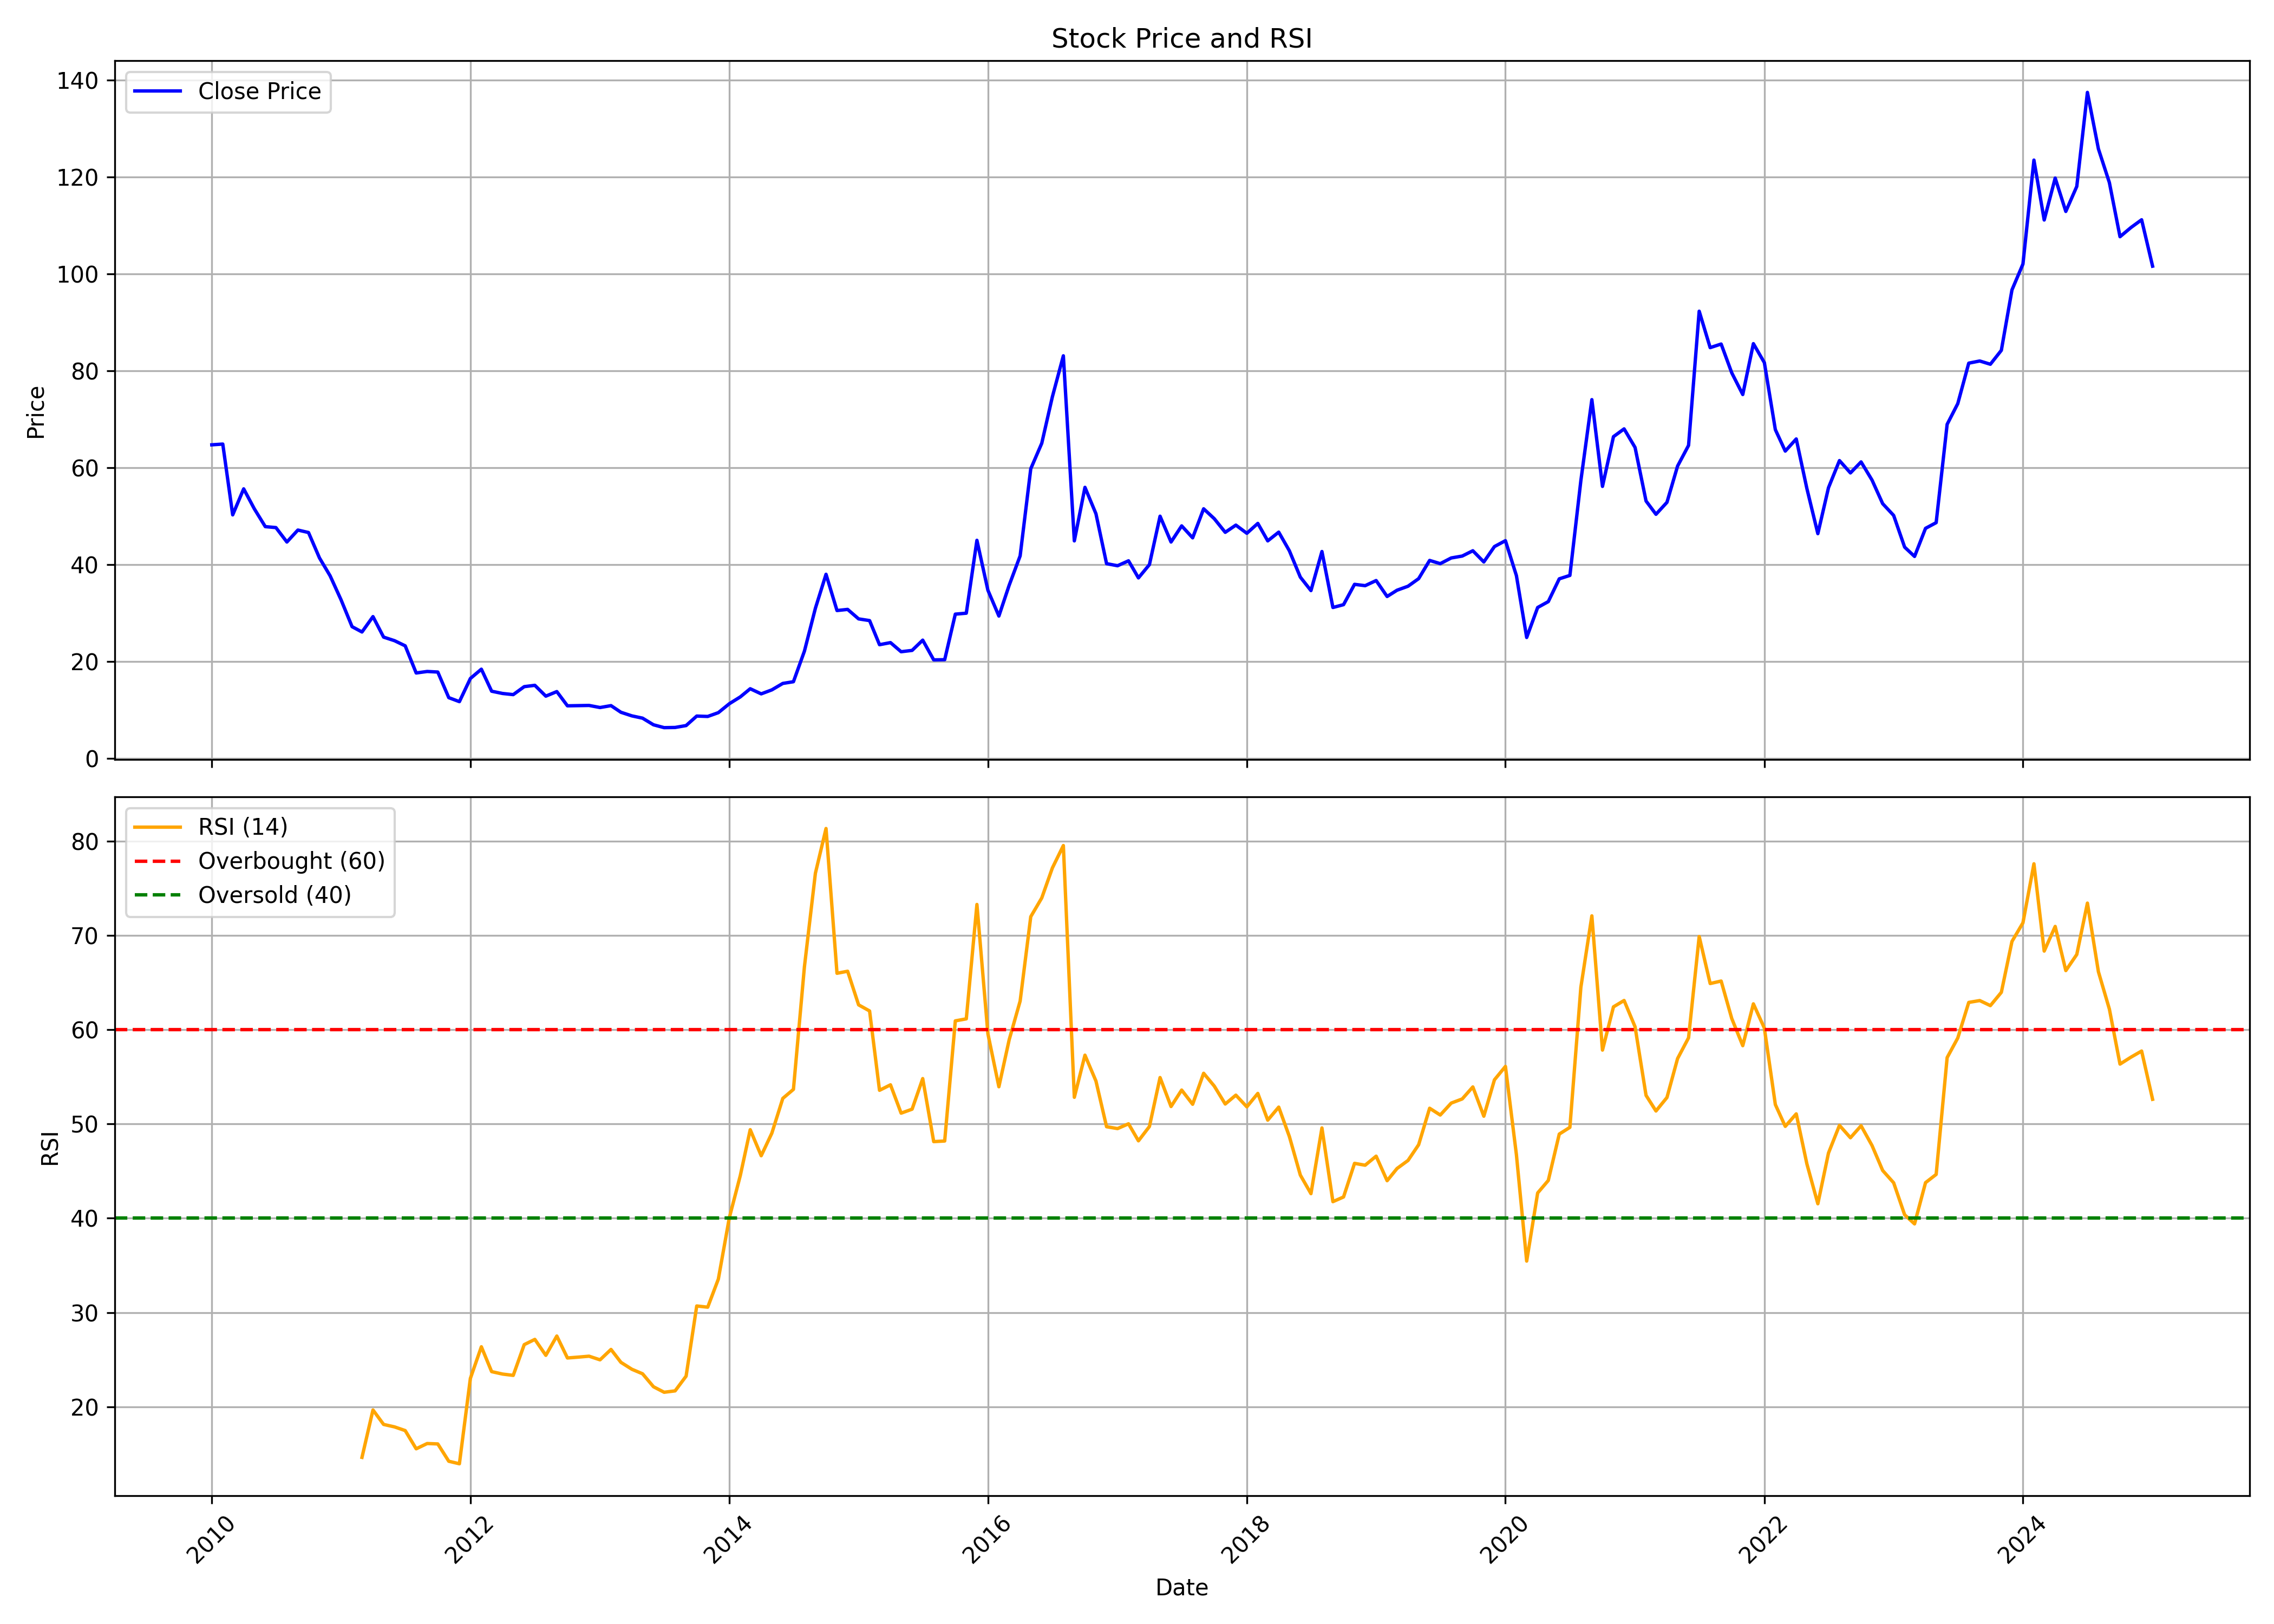 Stock Price and RSI
Close Price
Price
140
120
100
80
60
40
20
0
RSI (14)
Overbought (60)
Oversold (40)
RSI
80
70
60
50
40
30
20
2010 2012 2014 2016 2018 2020 2022 2024
Date